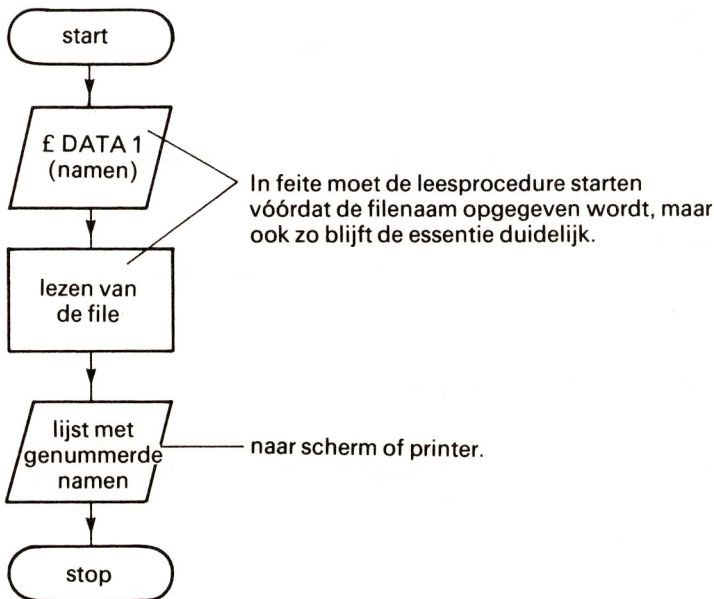 start
£ DATA 1
(namen)
In feite moet de leesprocedure starten
vóórdat de filenaam opgegeven wordt, maar
ook zo blijft de essentie duidelijk.
lezen van
de file
lijst met
genummerde
namen
naar scherm of printer.
stop